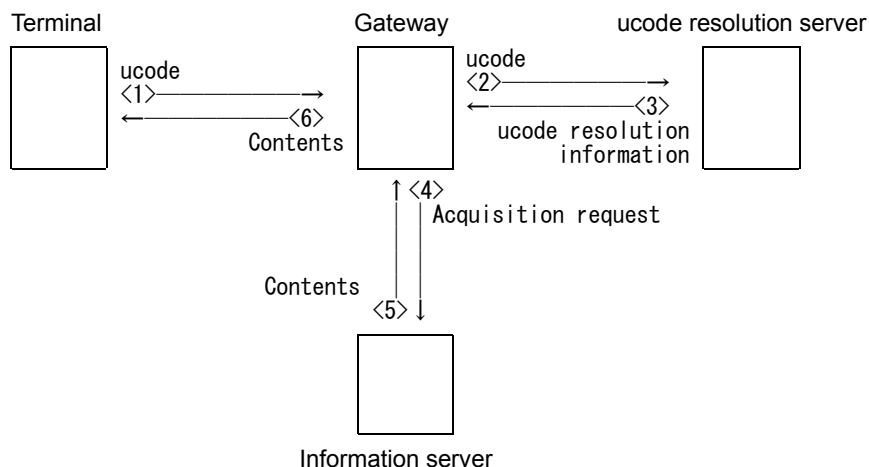 Terminal
Gateway
ucode resolution server
ucode
<1>
<6>
Contents
ucode
<2>
<3>
ucode resolution
information
<4>
Acquisition request
Contents
<5>
Information server